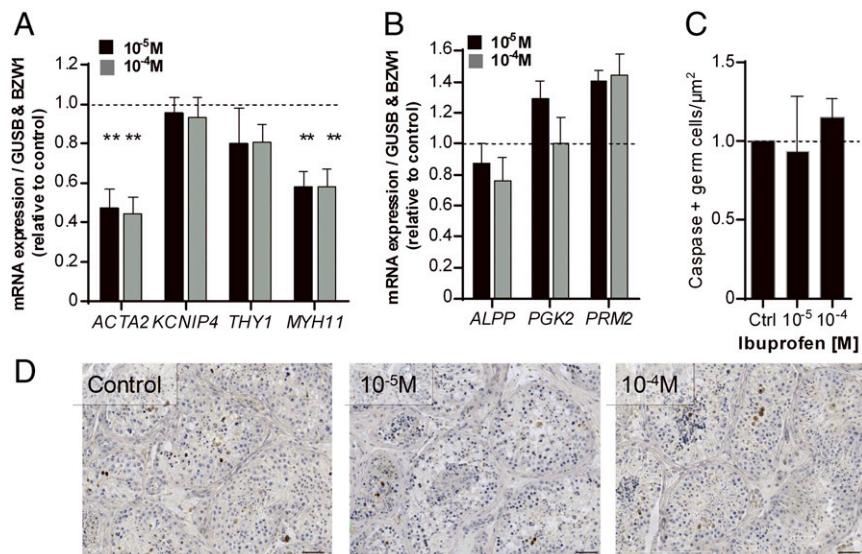 A
10⁻⁵M
10⁻⁴M
mRNA expression / GUSB & BZW1
(relative to control)
1.2
1.0
0.8
0.6
0.4
0.2
0
** **
** **
ACTA2 KCNIP4 THY1 MYH11
B
10⁻⁵M
10⁻⁴M
mRNA expression / GUSB & BZW1
(relative to control)
1.6
1.4
1.2
1.0
0.8
0.6
0.4
0.2
0
ALPP PGK2 PRM2
C
Caspase + germ cells/µm²
1.5
1.0
0.5
0.0
Ctrl 10⁻⁵ 10⁻⁴
Ibuprofen [M]
D
Control
10⁻⁵M
10⁻⁴M